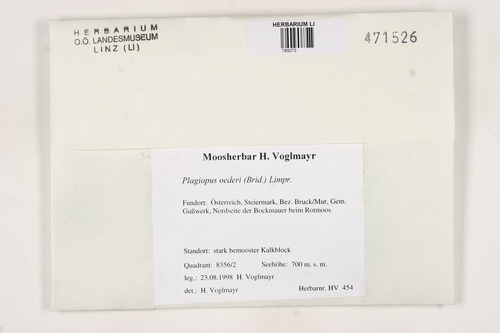 HERBARIUM
O.Ö. LANDESMUSEUM
LINZ (LI)
HERBARIUM LI
789073
471526
Moosherbar H. Voglmayr
Plagiopus oederi (Brid.) Limpr.
Fundort: Österreich, Steiermark, Bez. Bruck/Mur, Gem.
Gußwerk, Nordseite der Bockmauer beim Rotmoos
Standort: stark bemooster Kalkblock
Quadrant: 8356/2 Seehöhe: 700 m. s. m.
leg.: 23.08.1998 H. Voglmayr
det.: H. Voglmayr Herbarnr. HV 454